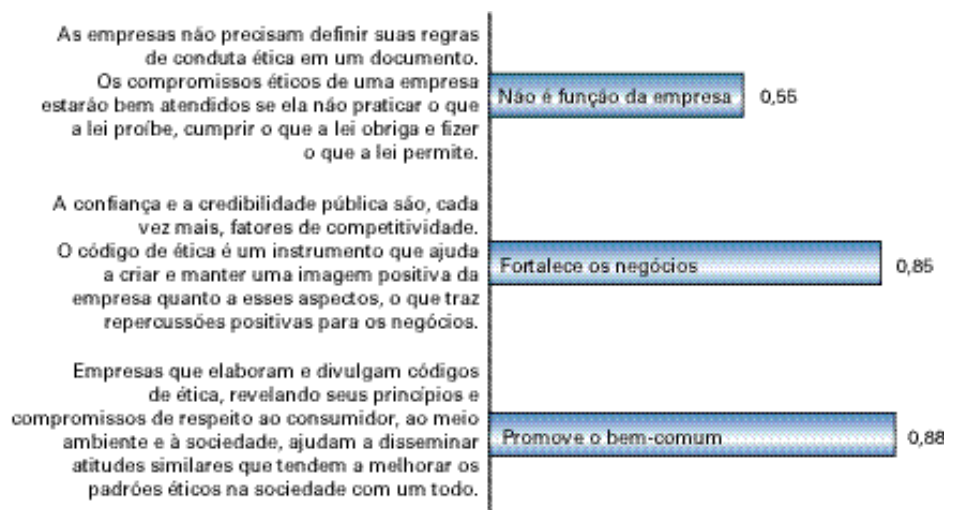 As empresas não precisam definir suas regras
de conduta ética em um documento.
Os compromissos éticos de uma empresa
estarão bem atendidos se ela não praticar o que
a lei proíbe, cumprir o que a lei obriga e fizer
o que a lei permite.
Não é função da empresa
0,55
A confiança e a credibilidade pública são, cada
vez mais, fatores de competitividade.
O código de ética é um instrumento que ajuda
a criar e manter uma imagem positiva da
empresa quanto a esses aspectos, o que traz
repercussões positivas para os negócios.
Fortalece os negócios
0,85
Empresas que elaboram e divulgam códigos
de ética, revelando seus princípios e
compromissos de respeito ao consumidor, ao meio
ambiente e à sociedade, ajudam a disseminar
atitudes similares que tendem a melhorar os
padrões éticos na sociedade com um todo.
Promove o bem-comum
0,88